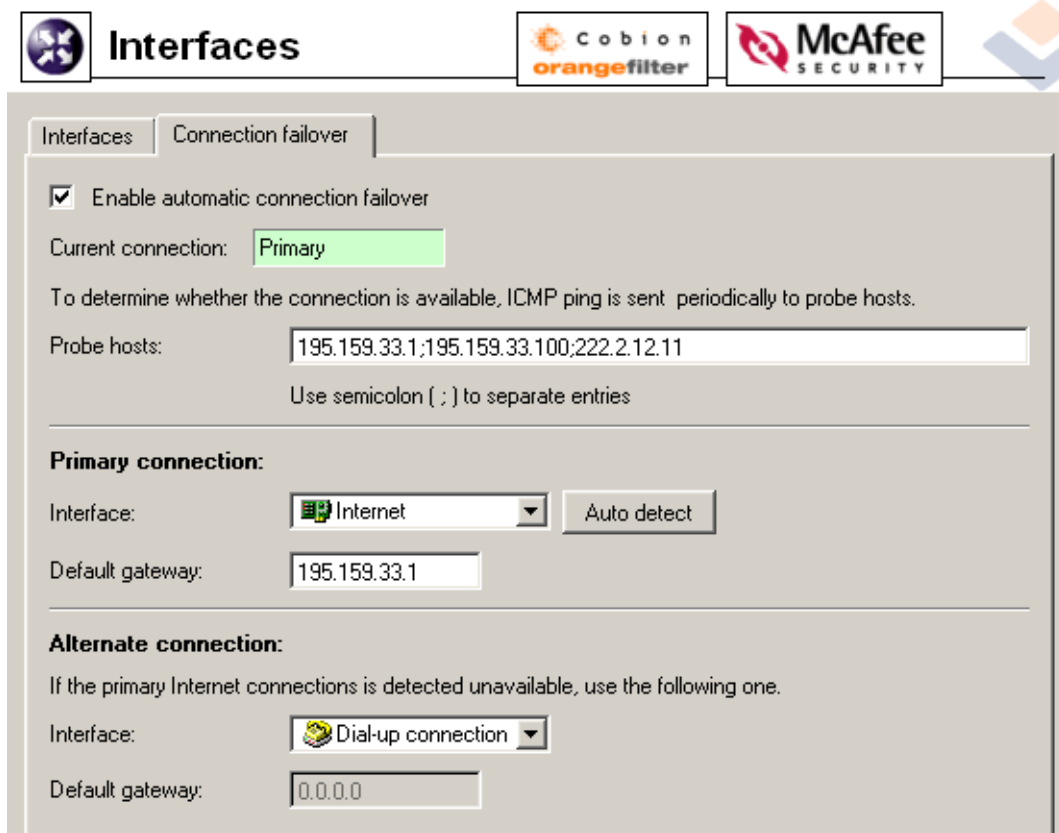 Interfaces
Cobion
orangefilter
McAfee
SECURITY
Interfaces
Connection failover
Enable automatic connection failover
Current connection: Primary
To determine whether the connection is available, ICMP ping is sent periodically to probe hosts.
Probe hosts: 195.159.33.1;195.159.33.100;222.2.12.11
Use semicolon ( ; ) to separate entries
Primary connection:
Interface: Internet Auto detect
Default gateway: 195.159.33.1
Alternate connection:
If the primary Internet connections is detected unavailable, use the following one.
Interface: Dial-up connection
Default gateway: 0.0.0.0